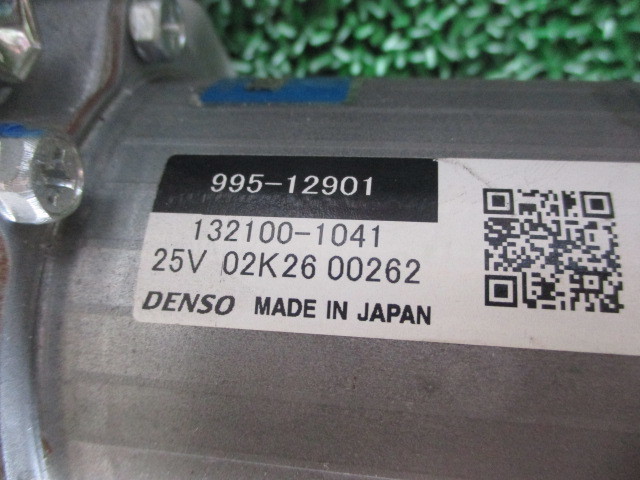 995-12901
132100-1041
25V 02K26 00262
DENSO MADE IN JAPAN